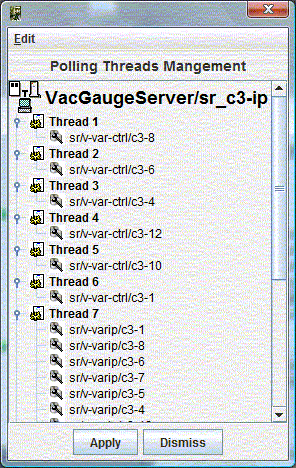 Edit
Polling Threads Mangement
VacGaugeServer/sr_c3-ip
Thread 1
sr/v-var-ctrl/c3-8
Thread 2
sr/v-var-ctrl/c3-6
Thread 3
sr/v-var-ctrl/c3-4
Thread 4
sr/v-var-ctrl/c3-12
Thread 5
sr/v-var-ctrl/c3-10
Thread 6
sr/v-var-ctrl/c3-1
Thread 7
sr/v-varip/c3-1
sr/v-varip/c3-8
sr/v-varip/c3-6
sr/v-varip/c3-7
sr/v-varip/c3-5
sr/v-varip/c3-4
Apply Dismiss